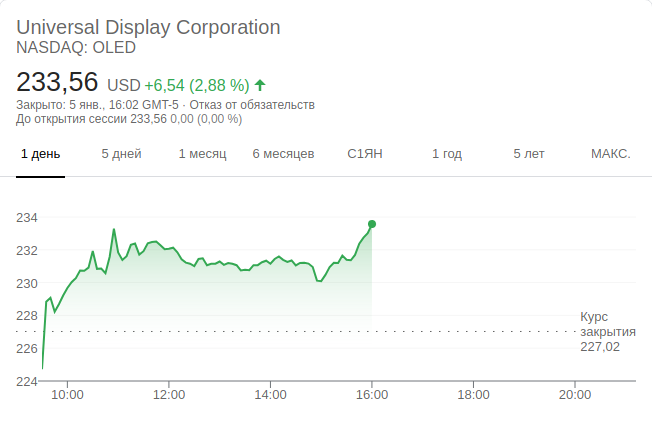 Universal Display Corporation
NASDAQ: OLED
233,56 USD +6,54 (2,88 %)
Закрыто: 5 янв., 16:02 GMT-5 · Отказ от обязательств
До открытия сессии 233,56 0,00 (0,00 %)
1 день 5 дней 1 месяц 6 месяцев С1ЯН 1 год 5 лет МАКС.
234
232
230
228
226
224
Курс
закрытия
227,02
10:00 12:00 14:00 16:00 18:00 20:00